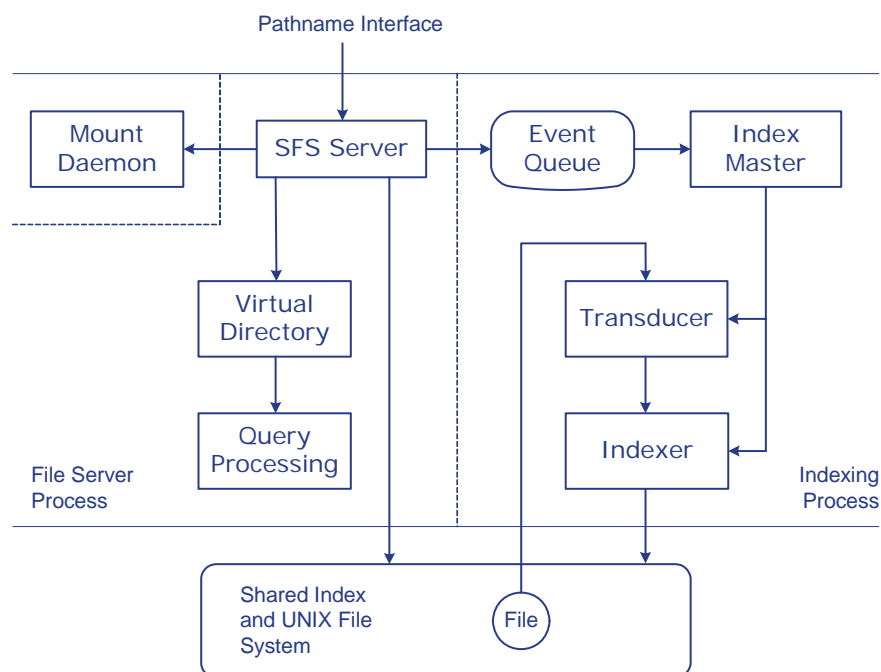 Pathname Interface
Mount
Daemon
SFS Server
Event
Queue
Index
Master
Virtual
Directory
Transducer
Query
Processing
Indexer
File Server
Process
Indexing
Process
Shared Index
and UNIX File
System
File